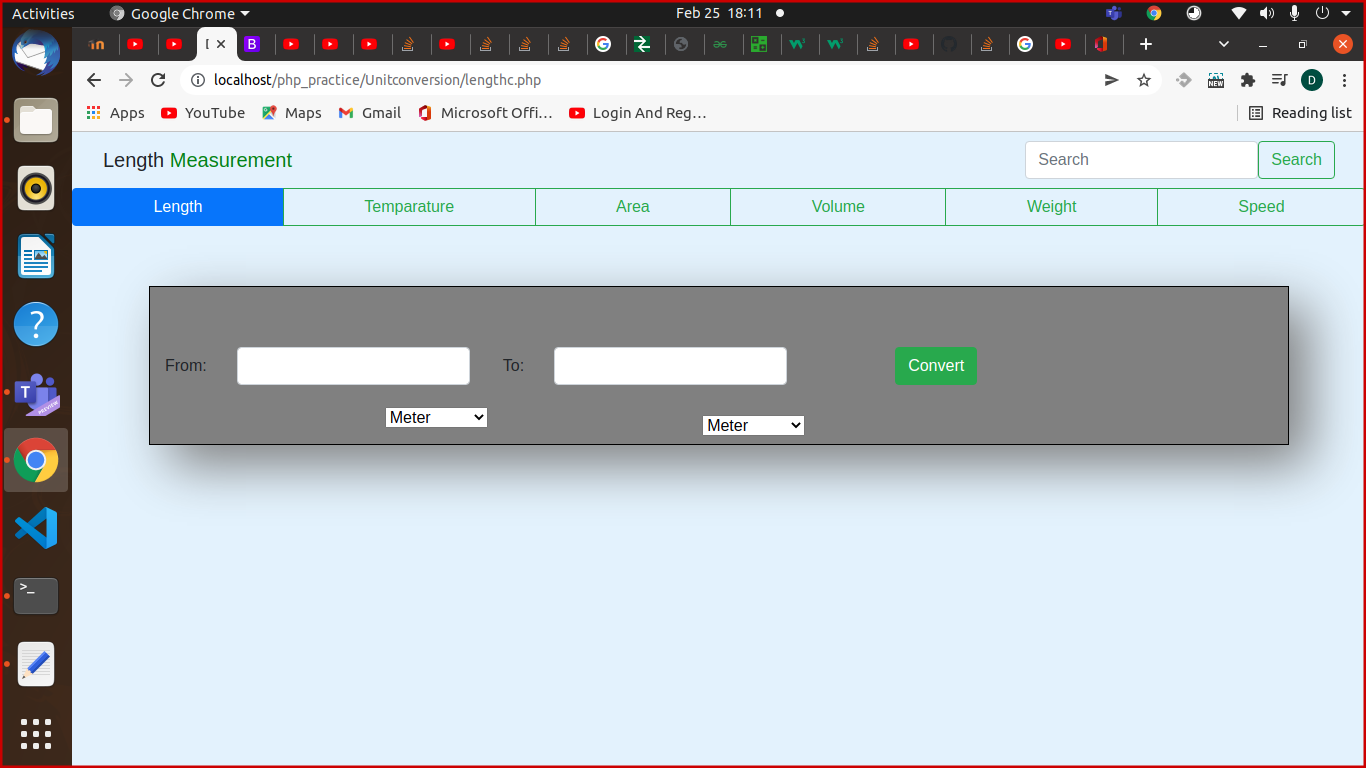 Activities Google Chrome Feb 25 18:11
[ B
localhost/php_practice/Unitconversion/lengthc.php D
Apps YouTube Maps Gmail Microsoft Offi… Login And Reg… Reading list
Length Measurement Search Search
Length Temparature Area Volume Weight Speed
From: To: Convert
Meter Meter
T
PREVIEW
>_
NEW